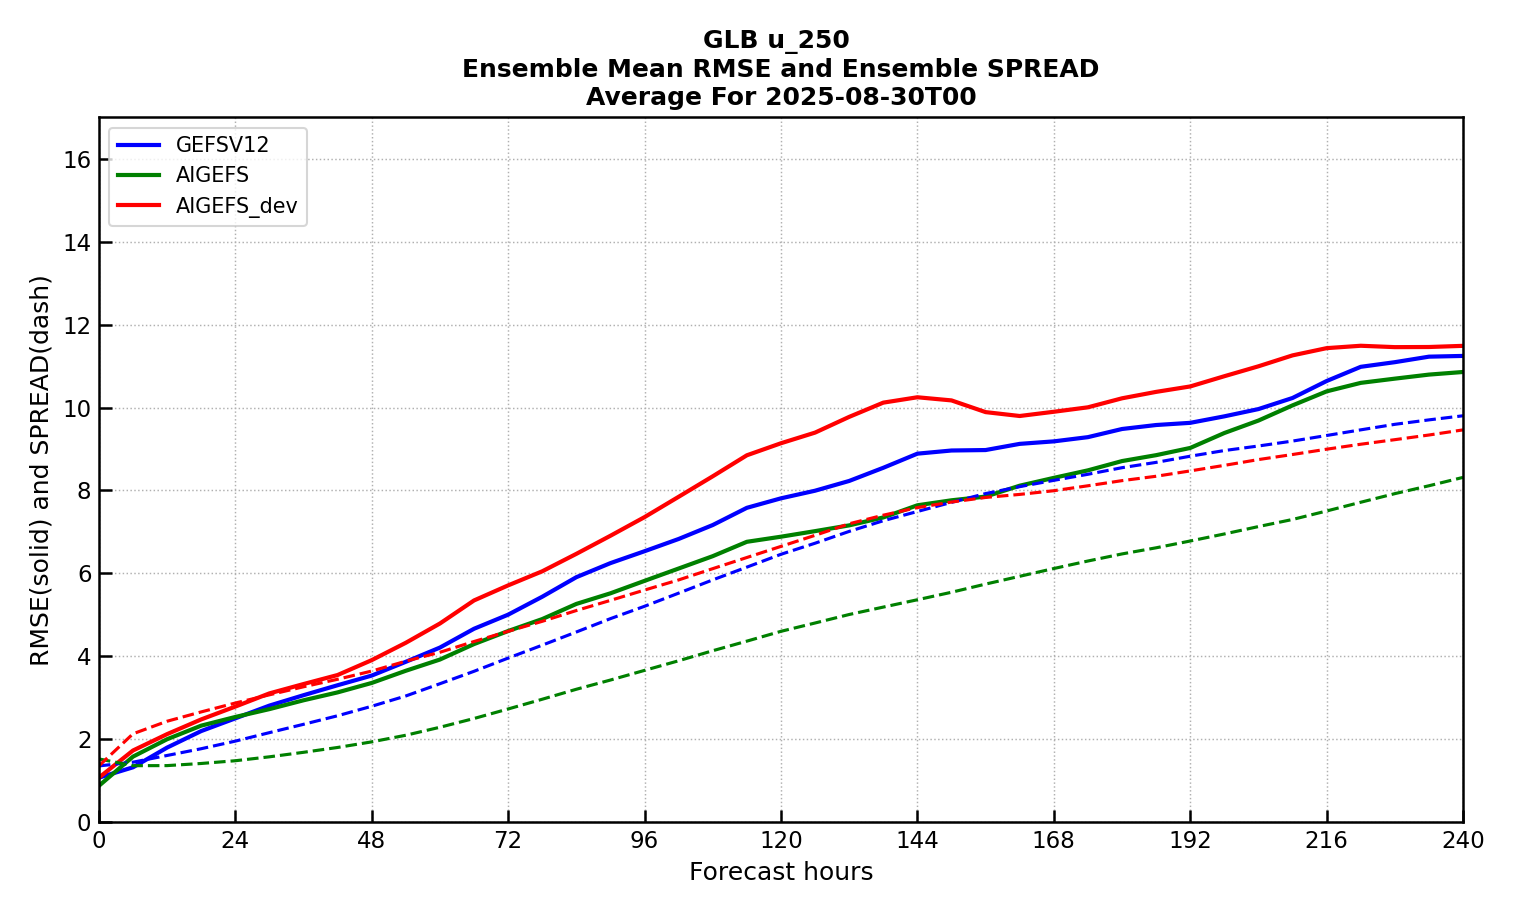 GLB u_250
Ensemble Mean RMSE and Ensemble SPREAD
Average For 2025-08-30T00
GEFSV12
AIGEFS
AIGEFS_dev
RMSE(solid) and SPREAD(dash)
16
14
12
10
8
6
4
2
0
0 24 48 72 96 120 144 168 192 216 240
Forecast hours